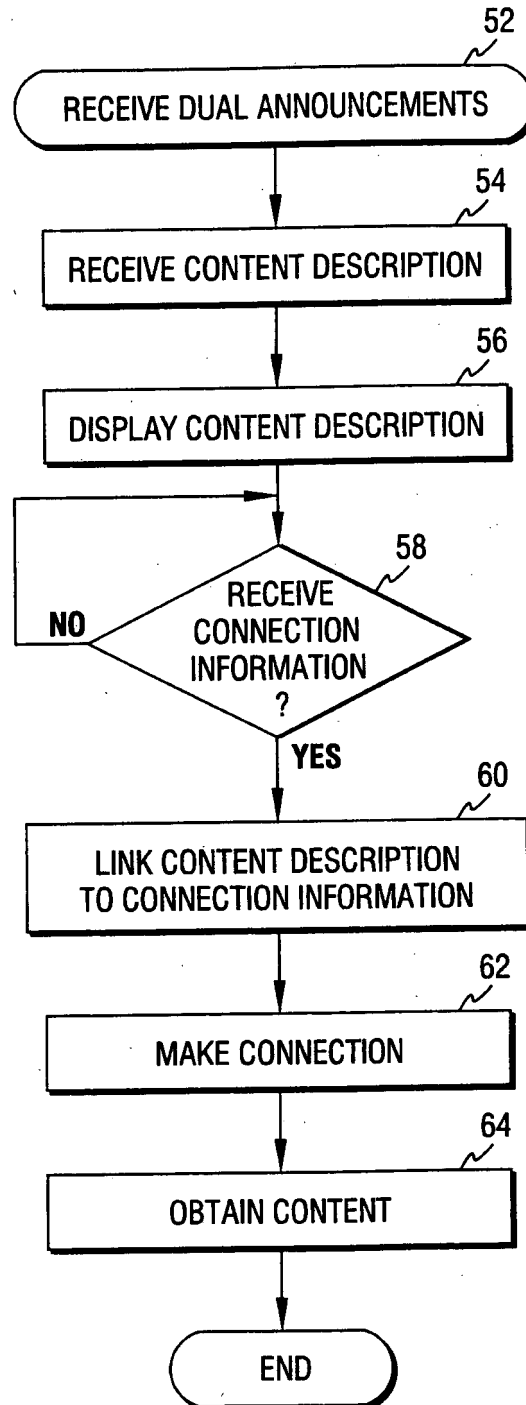 52
RECEIVE DUAL ANNOUNCEMENTS
54
RECEIVE CONTENT DESCRIPTION
56
DISPLAY CONTENT DESCRIPTION
58
RECEIVE
CONNECTION
INFORMATION
?
NO
YES
60
LINK CONTENT DESCRIPTION
TO CONNECTION INFORMATION
62
MAKE CONNECTION
64
OBTAIN CONTENT
END